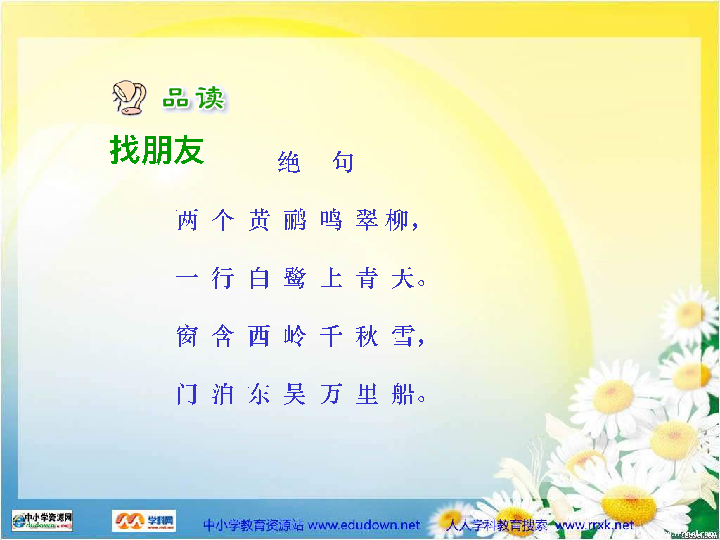 品读
找朋友
绝 句
两 个 黄 鹂 鸣 翠 柳，
一 行 白 鹭 上 青 天。
窗 含 西 岭 千 秋 雪，
门 泊 东 吴 万 里 船。
中小学资源网
学科网
中小学教育资源站 www.edudown.net 人人学科教育搜索 www.rrxk.net